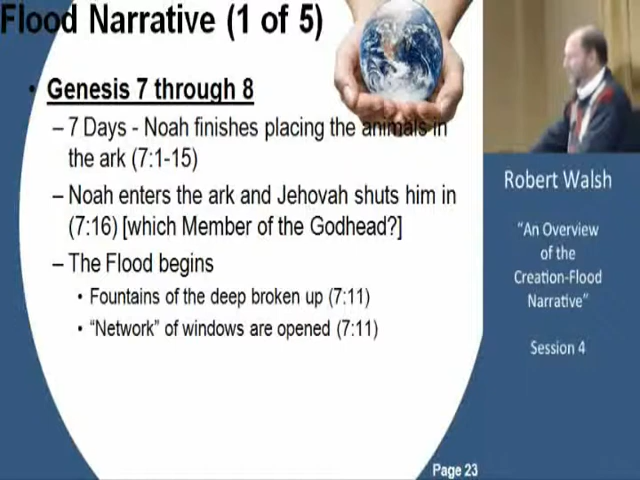 Flood Narrative (1 of 5)
• Genesis 7 through 8
– 7 Days - Noah finishes placing the animals in
the ark (7:1-15)
– Noah enters the ark and Jehovah shuts him in
(7:16) [which Member of the Godhead?]
– The Flood begins
• Fountains of the deep broken up (7:11)
• “Network” of windows are opened (7:11)
Page 23
Robert Walsh
“An Overview
of the
Creation-Flood
Narrative”
Session 4